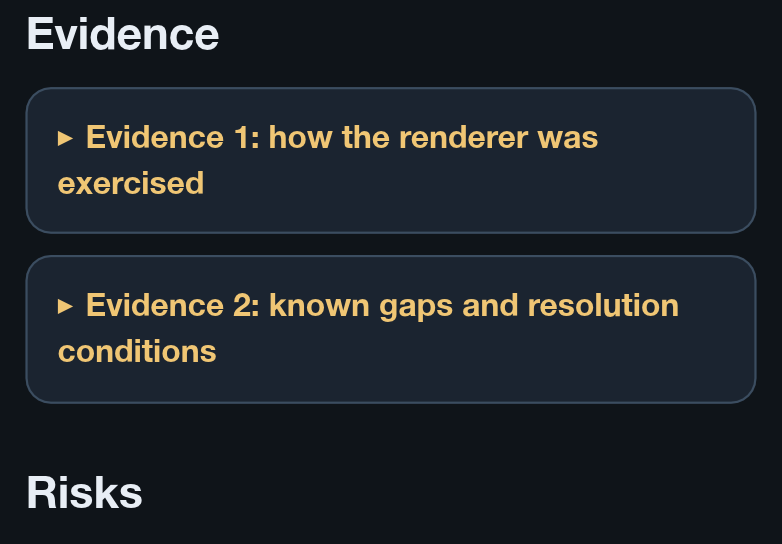 Evidence
▸ Evidence 1: how the renderer was
exercised
▸ Evidence 2: known gaps and resolution
conditions
Risks